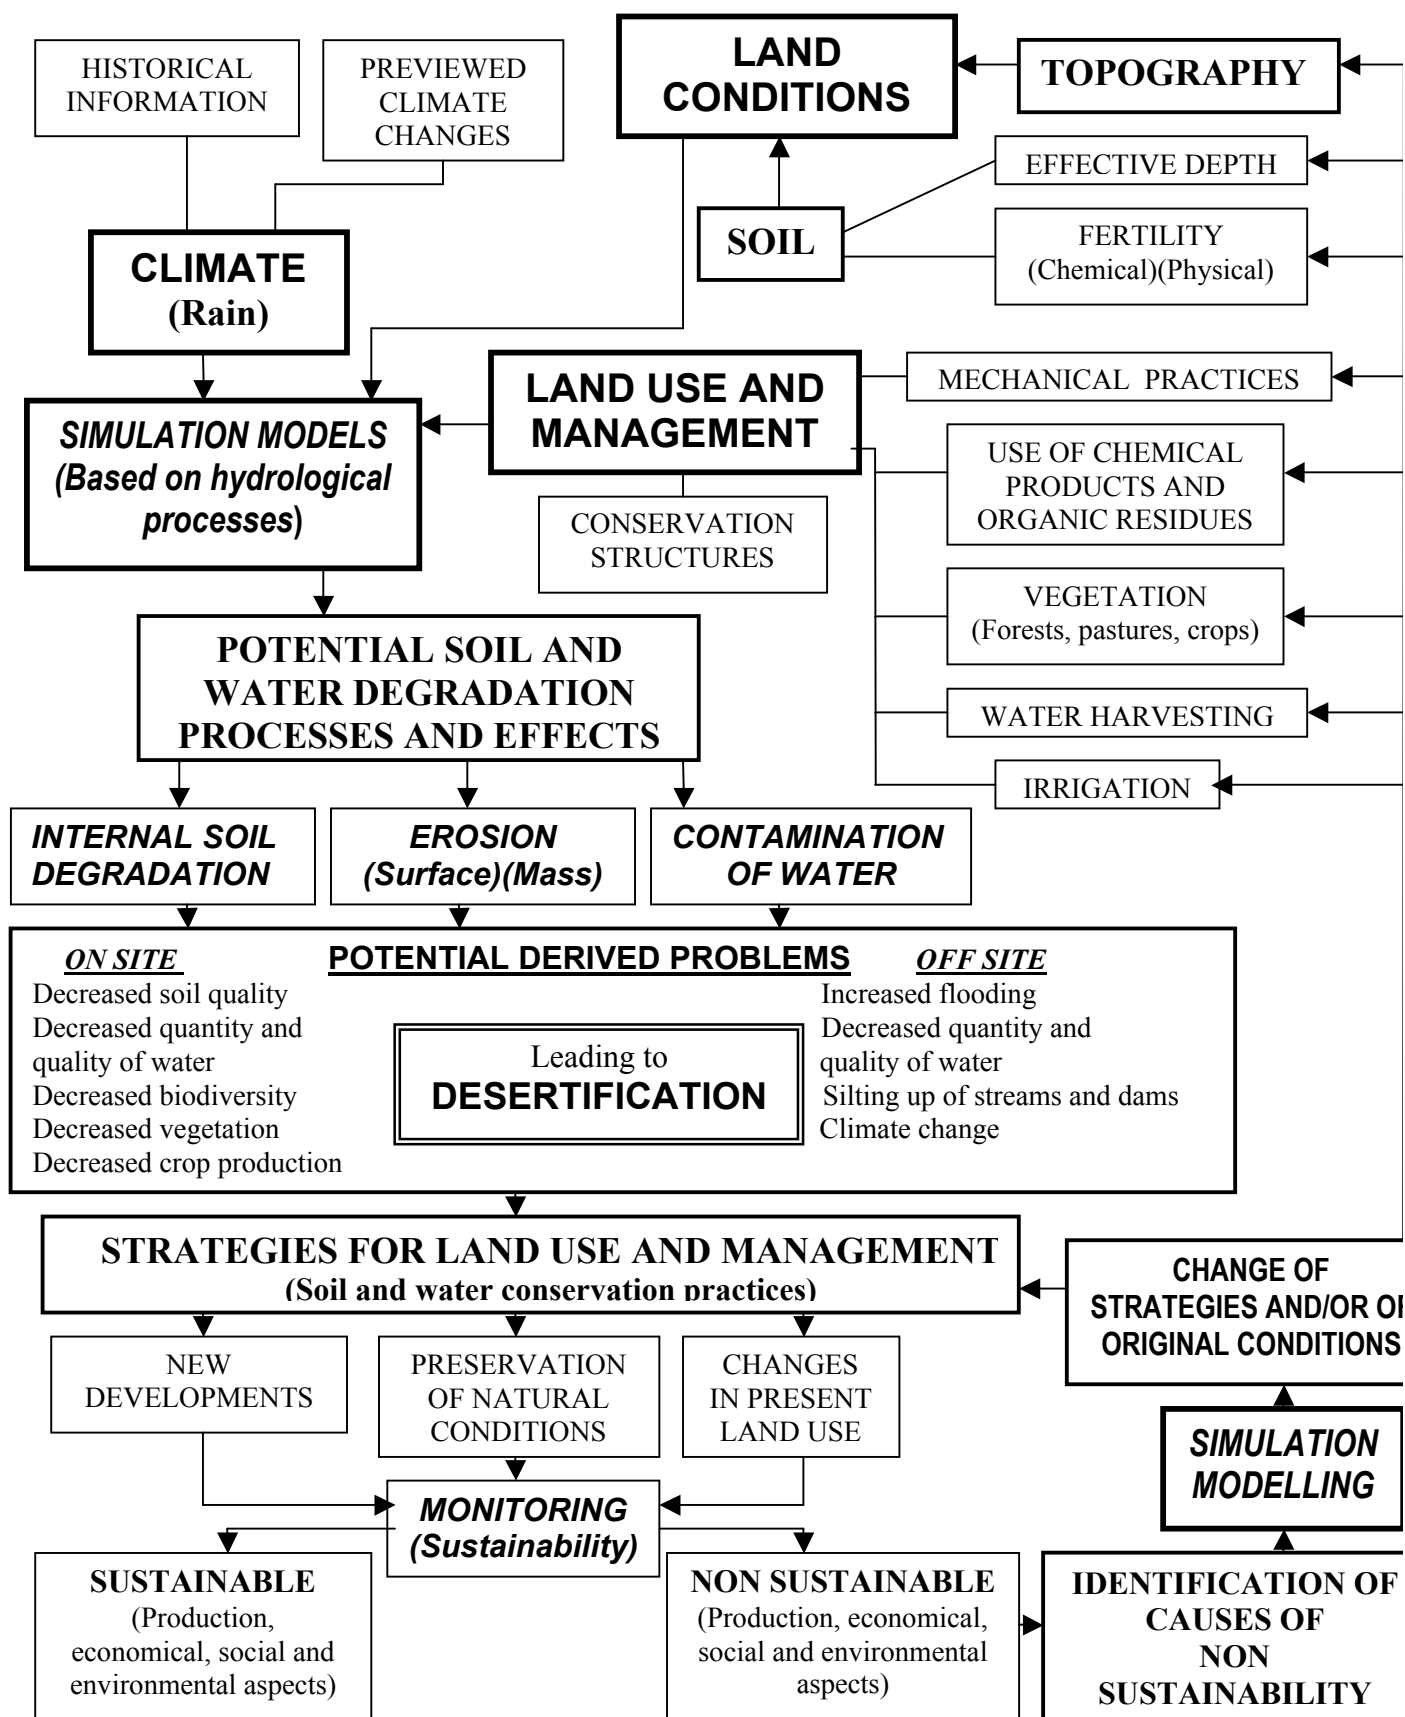 HISTORICAL
INFORMATION
PREVIEWED
CLIMATE
CHANGES
LAND
CONDITIONS
TOPOGRAPHY
EFFECTIVE DEPTH
SOIL
FERTILITY
(Chemical)(Physical)
CLIMATE
(Rain)
LAND USE AND
MANAGEMENT
MECHANICAL PRACTICES
SIMULATION MODELS
(Based on hydrological
processes)
USE OF CHEMICAL
PRODUCTS AND
ORGANIC RESIDUES
CONSERVATION
STRUCTURES
VEGETATION
(Forests, pastures, crops)
POTENTIAL SOIL AND
WATER DEGRADATION
PROCESSES AND EFFECTS
WATER HARVESTING
IRRIGATION
INTERNAL SOIL
DEGRADATION
EROSION
(Surface)(Mass)
CONTAMINATION
OF WATER
POTENTIAL DERIVED PROBLEMS
ON SITE
Decreased soil quality
Decreased quantity and
quality of water
Decreased biodiversity
Decreased vegetation
Decreased crop production
Leading to
DESERTIFICATION
OFF SITE
Increased flooding
Decreased quantity and
quality of water
Silting up of streams and dams
Climate change
STRATEGIES FOR LAND USE AND MANAGEMENT
(Soil and water conservation practices)
CHANGE OF
STRATEGIES AND/OR OF
ORIGINAL CONDITIONS
NEW
DEVELOPMENTS
PRESERVATION
OF NATURAL
CONDITIONS
CHANGES
IN PRESENT
LAND USE
SIMULATION
MODELLING
MONITORING
(Sustainability)
SUSTAINABLE
(Production,
economical, social and
environmental aspects)
NON SUSTAINABLE
(Production, economical,
social and environmental
aspects)
IDENTIFICATION OF
CAUSES OF
NON
SUSTAINABILITY